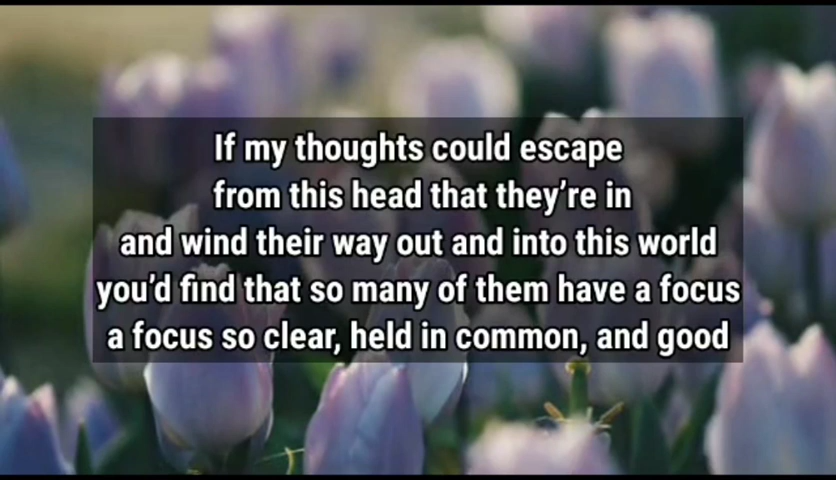 If my thoughts could escape
from this head that they’re in
and wind their way out and into this world
you’d find that so many of them have a focus
a focus so clear, held in common, and good